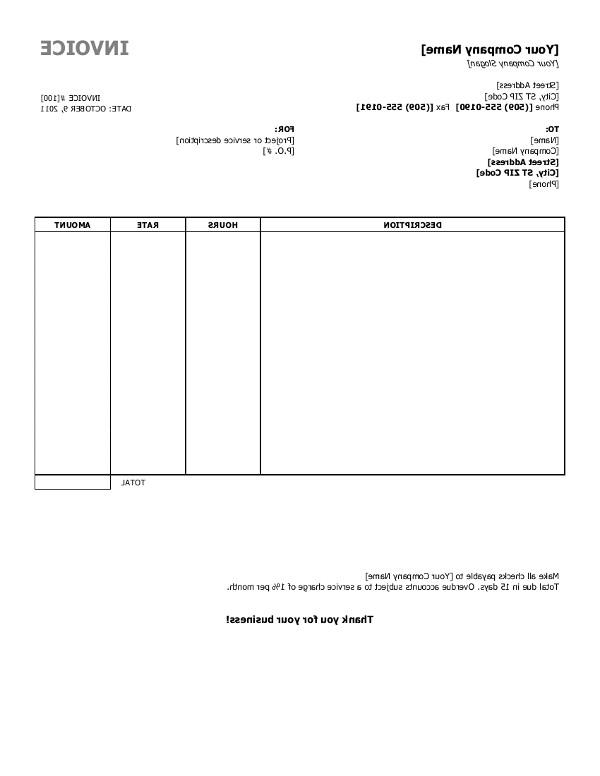 [Your Company Name]
INVOICE
[Your Company Slogan]
[Street Address]
[City, ST ZIP Code]
Phone [(509) 555-0190] Fax [(509) 555-0191]
INVOICE #[100]
DATE: OCTOBER 9, 2011
TO:
[Name]
[Company Name]
[Street Address]
[City, ST ZIP Code]
[Phone]
FOR:
[Project or service description]
[P.O. #]
DESCRIPTION HOURS RATE AMOUNT
TOTAL
Make all checks payable to [Your Company Name]
Total due in 15 days. Overdue accounts subject to a service charge of 1% per month.
Thank you for your business!